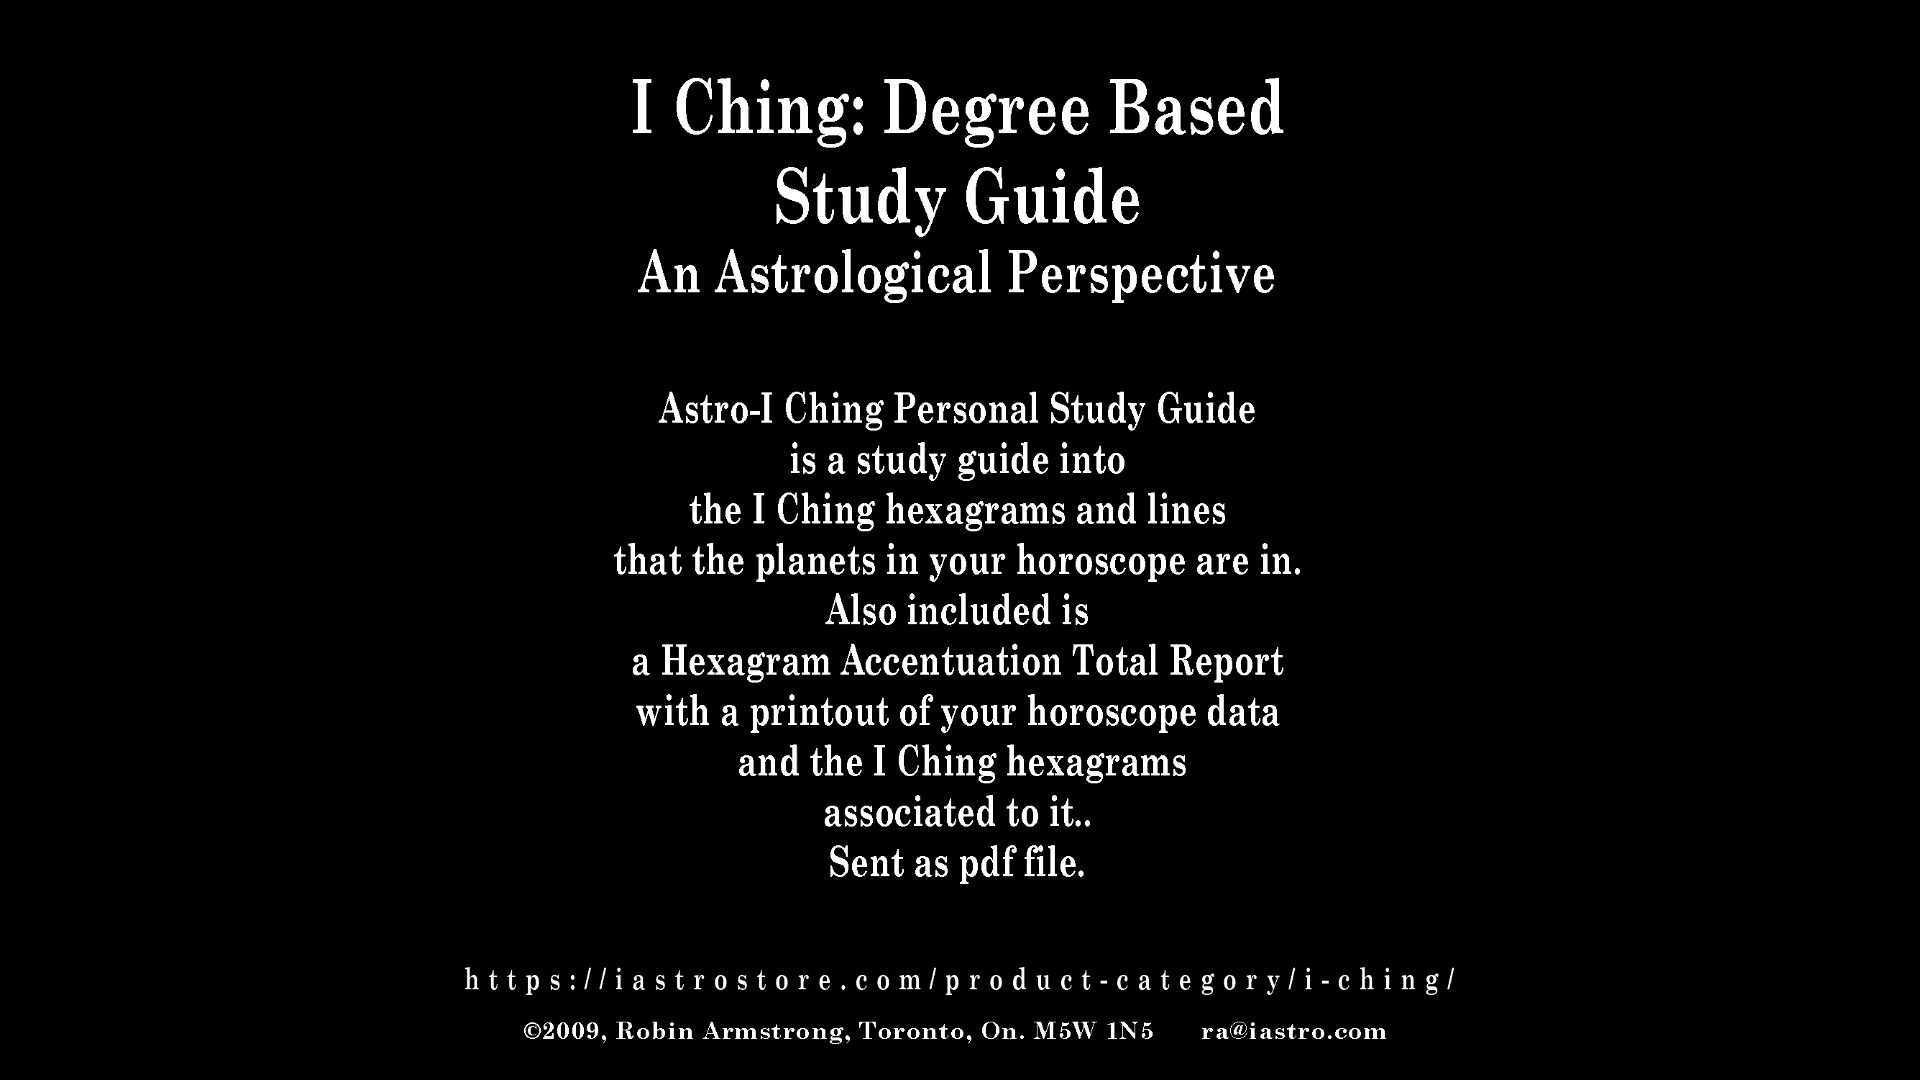 I Ching: Degree Based
Study Guide
An Astrological Perspective
Astro-I Ching Personal Study Guide
is a study guide into
the I Ching hexagrams and lines
that the planets in your horoscope are in.
Also included is
a Hexagram Accentuation Total Report
with a printout of your horoscope data
and the I Ching hexagrams
associated to it..
Sent as pdf file.
https://iastrostore.com/product-category/i-ching/
©2009, Robin Armstrong, Toronto, On. M5W 1N5 ra@iastro.com